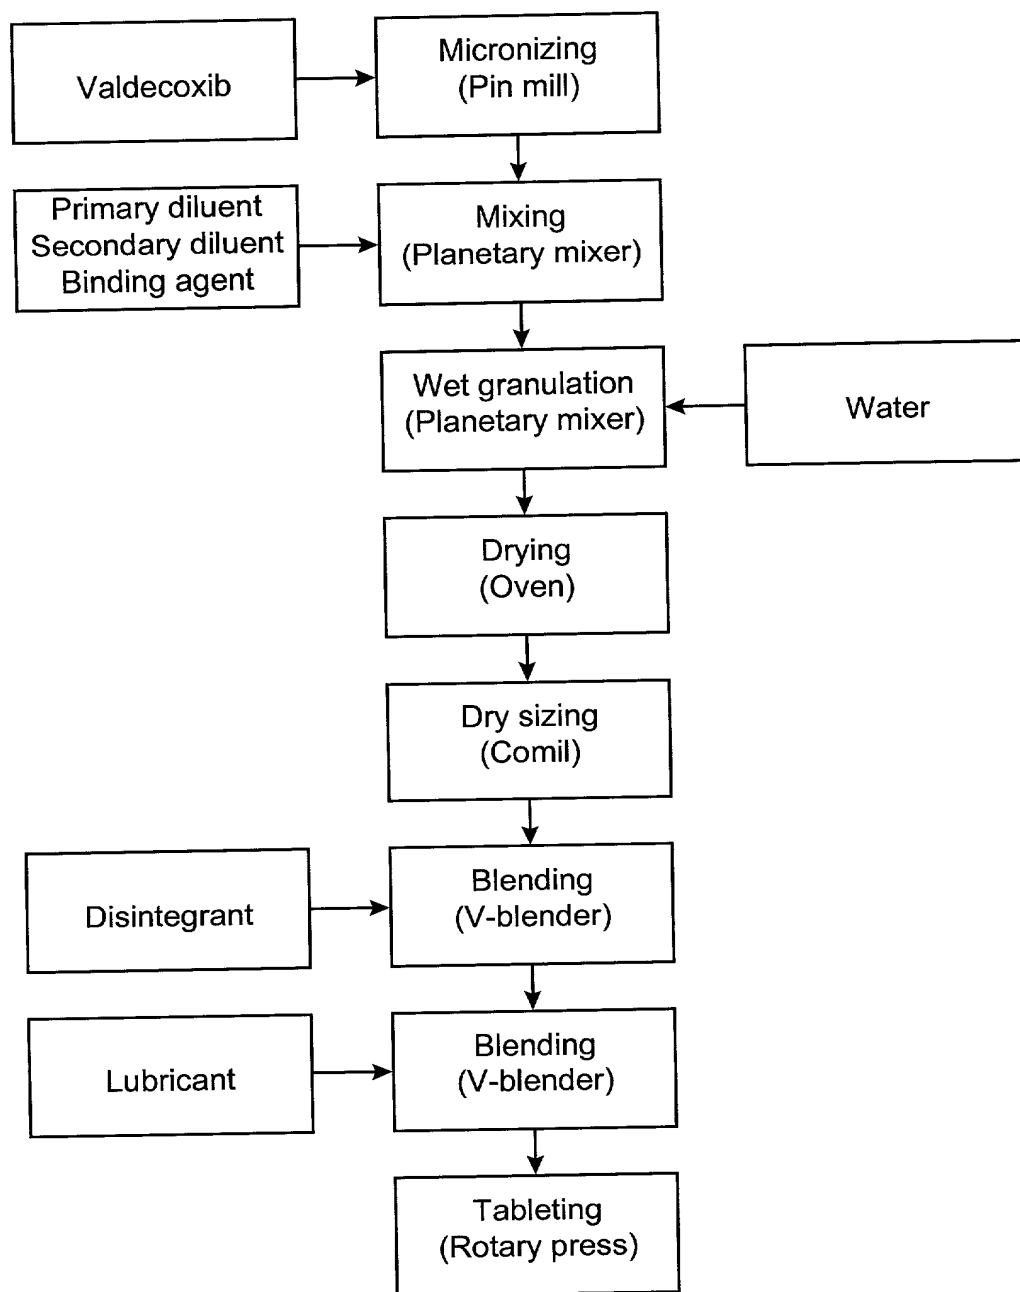 Valdecoxib
Micronizing
(Pin mill)
Primary diluent
Secondary diluent
Binding agent
Mixing
(Planetary mixer)
Wet granulation
(Planetary mixer)
Water
Drying
(Oven)
Dry sizing
(Comil)
Disintegrant
Blending
(V-blender)
Lubricant
Blending
(V-blender)
Tableting
(Rotary press)